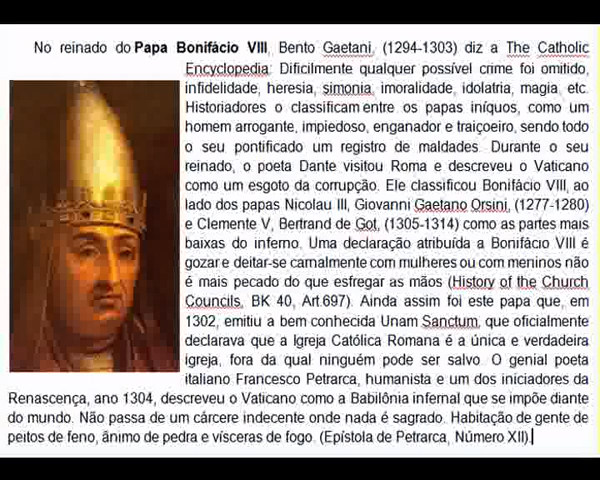 No reinado do Papa Bonifácio VIII, Bento Gaetani, (1294-1303) diz a The Catholic
Encyclopedia: Dificilmente qualquer possível crime foi omitido,
infidelidade, heresia, simonia, imoralidade, idolatria, magia, etc.
Historiadores o classificam entre os papas iníquos, como um
homem arrogante, impiedoso, enganador e traiçoeiro, sendo todo
o seu pontificado um registro de maldades. Durante o seu
reinado, o poeta Dante visitou Roma e descreveu o Vaticano
como um esgoto da corrupção. Ele classificou Bonifácio VIII, ao
lado dos papas Nicolau III, Giovanni Gaetano Orsini, (1277-1280)
e Clemente V, Bertrand de Got, (1305-1314) como as partes mais
baixas do inferno. Uma declaração atribuída a Bonifácio VIII é
gozar e deitar-se carnalmente com mulheres ou com meninos não
é mais pecado do que esfregar as mãos (History of the Church
Councils, BK 40, Art.697). Ainda assim foi este papa que, em
1302, emitiu a bem conhecida Unam Sanctum, que oficialmente
declarava que a Igreja Católica Romana é a única e verdadeira
igreja, fora da qual ninguém pode ser salvo. O genial poeta
italiano Francesco Petrarca, humanista e um dos iniciadores da
Renascença, ano 1304, descreveu o Vaticano como a Babilônia infernal que se impõe diante
do mundo. Não passa de um cárcere indecente onde nada é sagrado. Habitação de gente de
peitos de feno, ânimo de pedra e vísceras de fogo. (Epístola de Petrarca, Número XII).